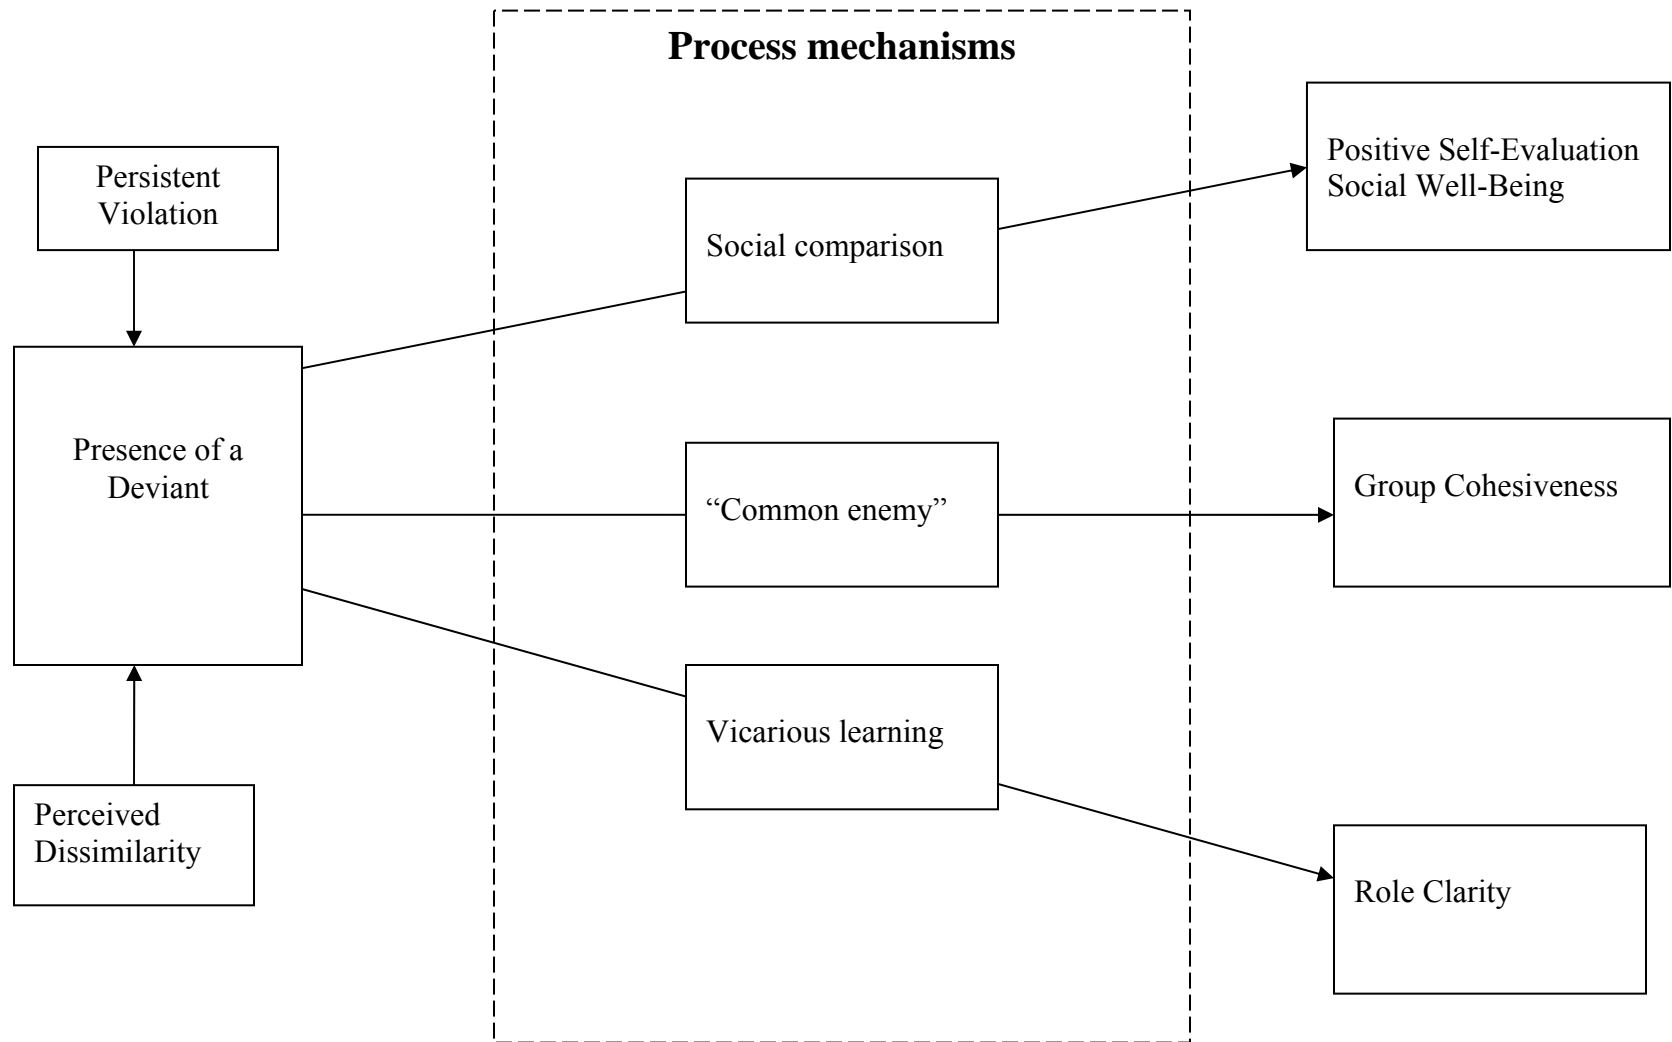 Process mechanisms
Persistent
Violation
Presence of a
Deviant
Perceived
Dissimilarity
Social comparison
“Common enemy”
Vicarious learning
Positive Self-Evaluation
Social Well-Being
Group Cohesiveness
Role Clarity